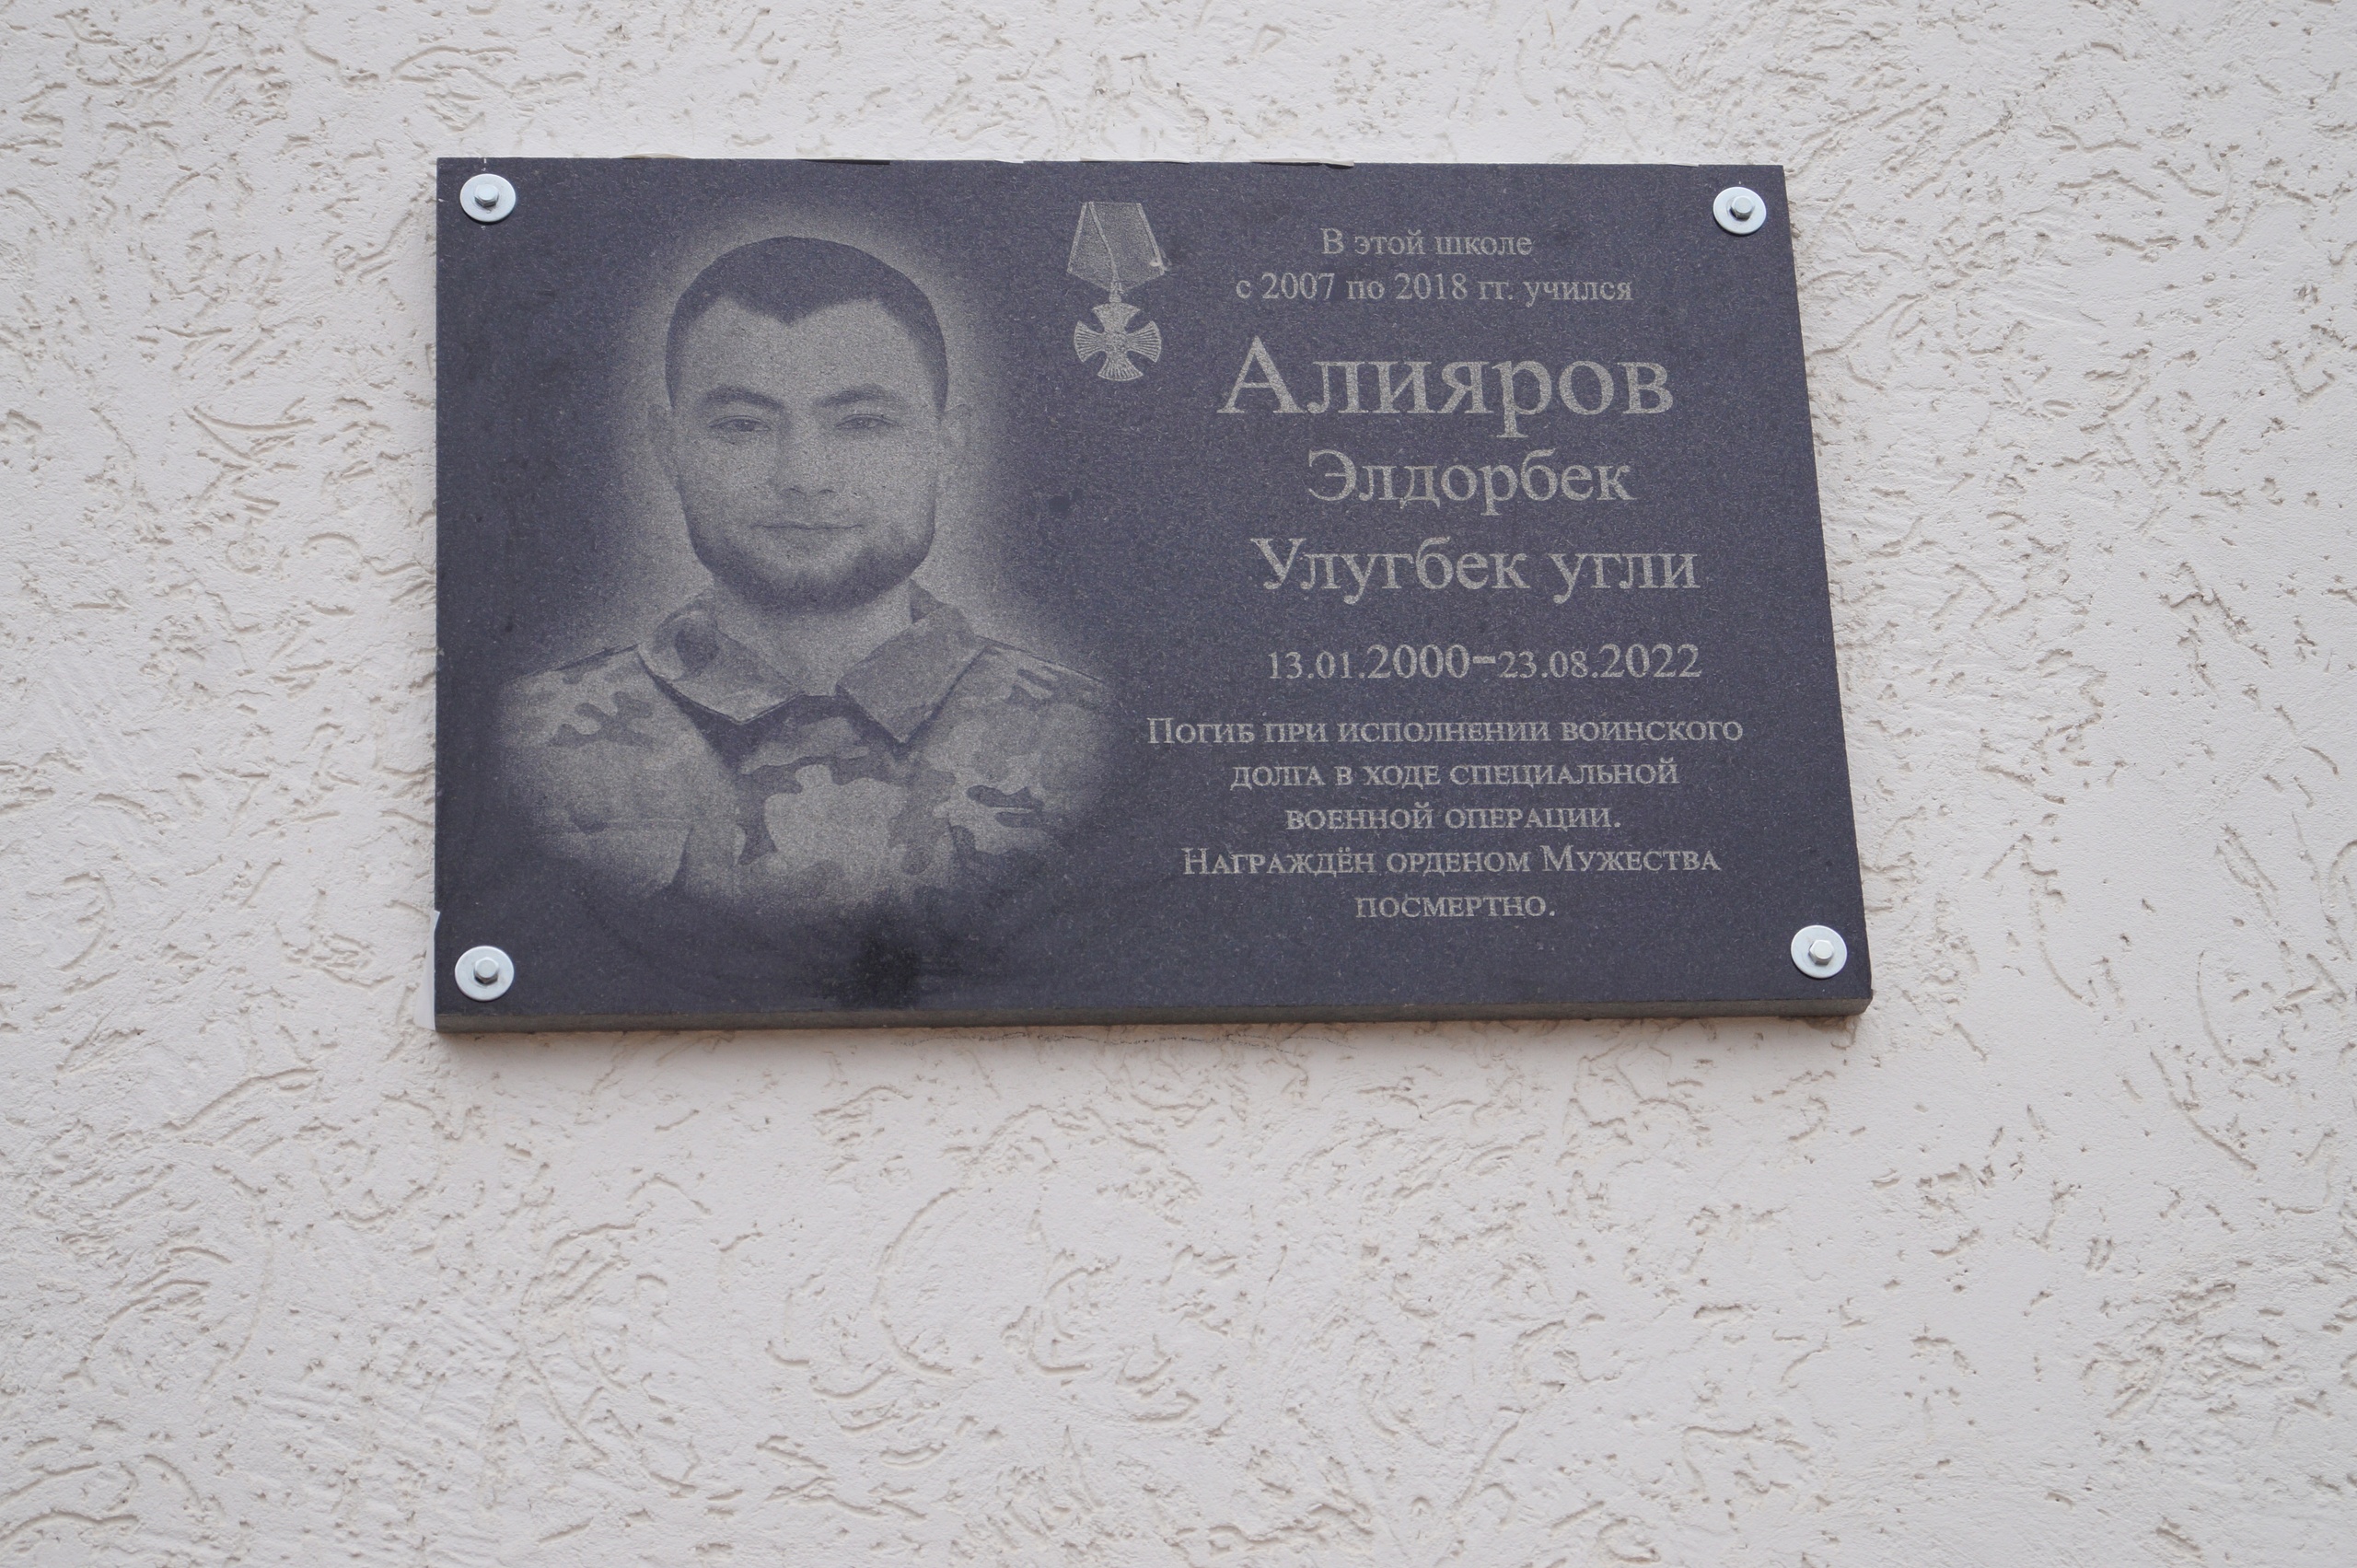 В этой школе
с 2007 по 2018 гг. учился
Алияров
Элдорбек
Улугбек угли
13.01.2000-23.08.2022
Погиб при исполнении воинского
долга в ходе специальной
военной операции.
Награждён орденом Мужества
посмертно.